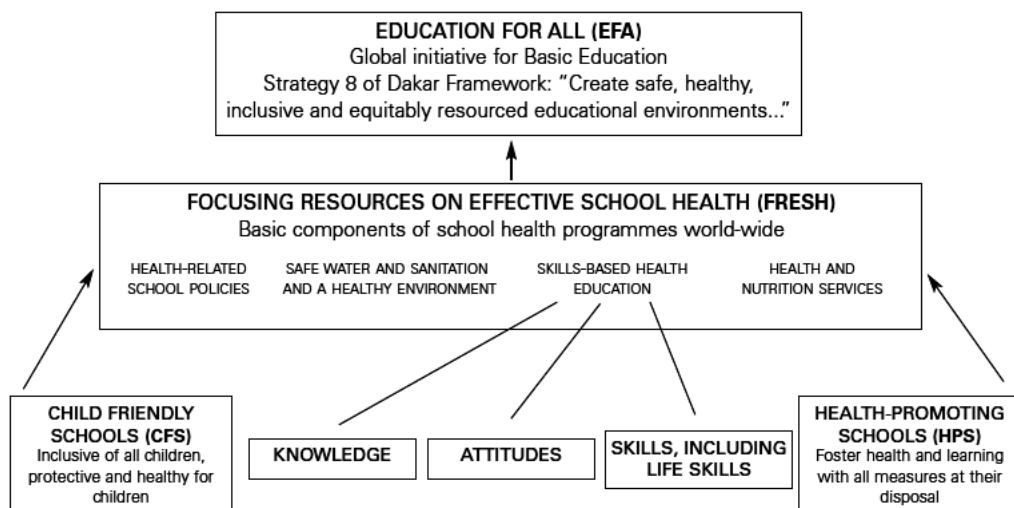 EDUCATION FOR ALL (EFA)
Global initiative for Basic Education
Strategy 8 of Dakar Framework: “Create safe, healthy,
inclusive and equitably resourced educational environments...”
FOCUSING RESOURCES ON EFFECTIVE SCHOOL HEALTH (FRESH)
Basic components of school health programmes world-wide
HEALTH-RELATED
SCHOOL POLICIES
SAFE WATER AND SANITATION
AND A HEALTHY ENVIRONMENT
SKILLS-BASED HEALTH
EDUCATION
HEALTH AND
NUTRITION SERVICES
CHILD FRIENDLY
SCHOOLS (CFS)
Inclusive of all children,
protective and healthy for
children
KNOWLEDGE
ATTITUDES
SKILLS, INCLUDING
LIFE SKILLS
HEALTH-PROMOTING
SCHOOLS (HPS)
Foster health and learning
with all measures at their
disposal